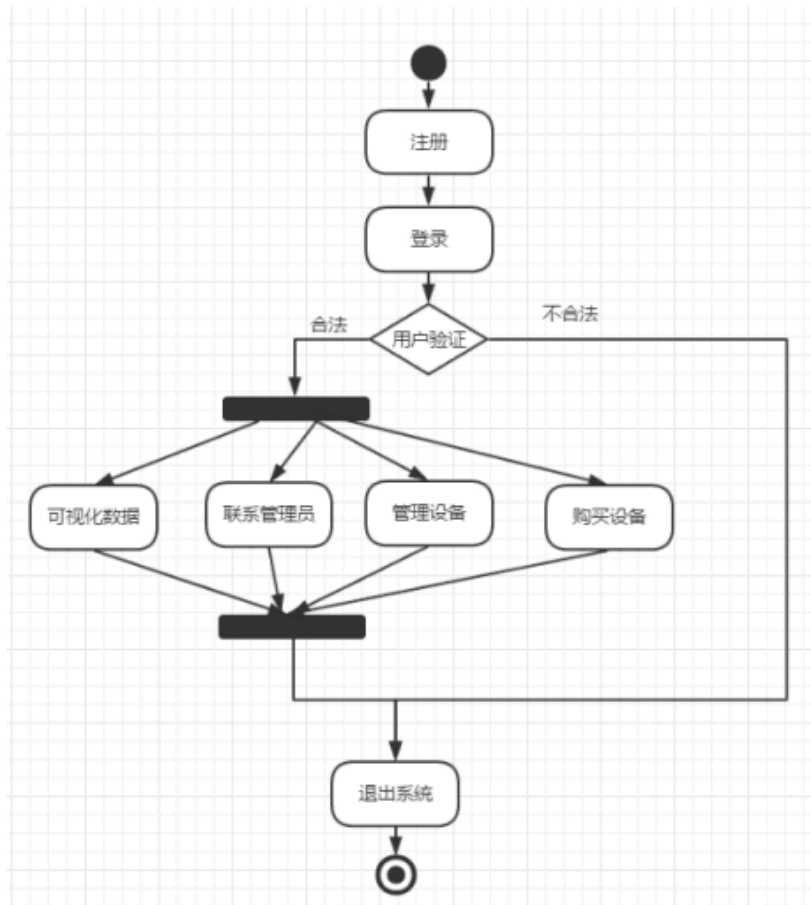 注册
登录
合法
不合法
用户验证
可视化数据
联系管理员
管理设备
购买设备
退出系统